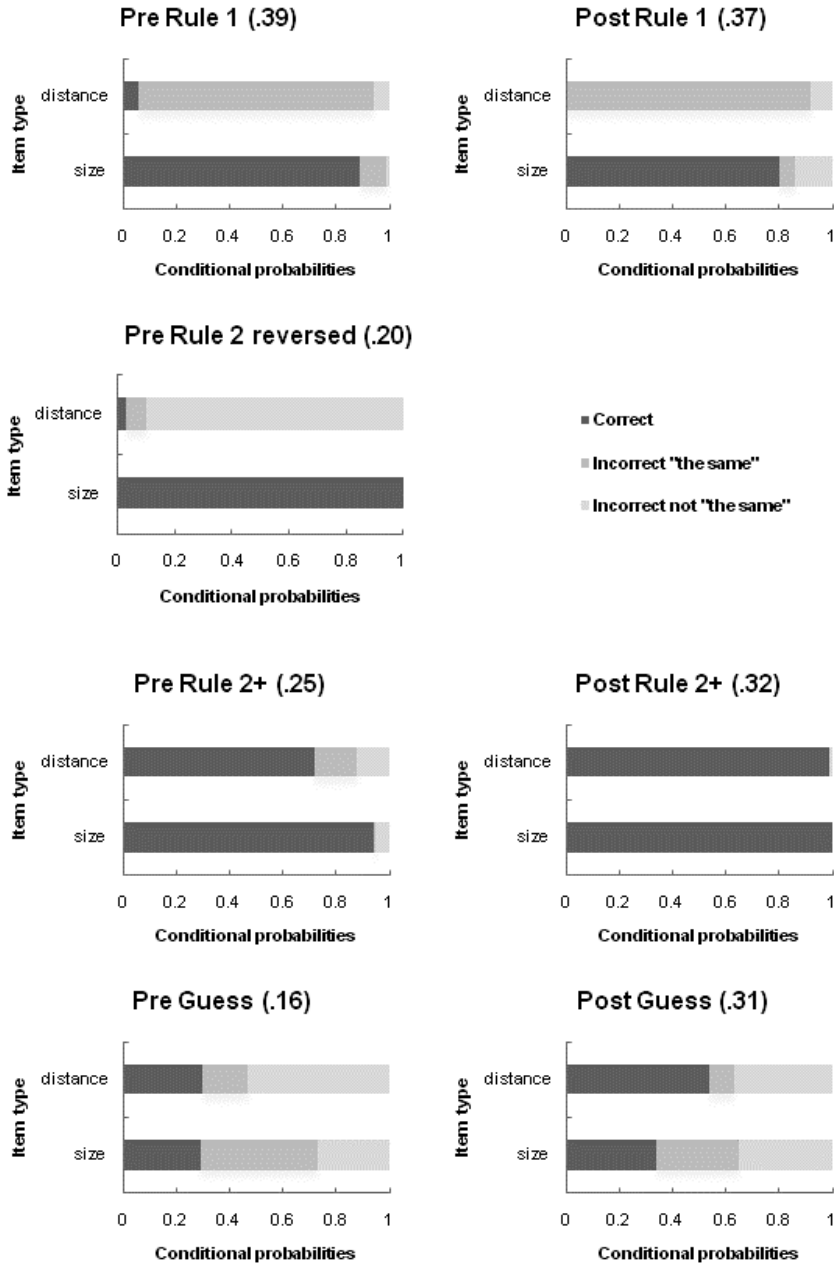 Pre Rule 1 (.39)
Item type
distance
size
0 0.2 0.4 0.6 0.8 1
Conditional probabilities
Post Rule 1 (.37)
Item type
distance
size
0 0.2 0.4 0.6 0.8 1
Conditional probabilities
Pre Rule 2 reversed (.20)
Item type
distance
size
0 0.2 0.4 0.6 0.8 1
Conditional probabilities
Correct
Incorrect "the same"
Incorrect not "the same"
Pre Rule 2+ (.25)
Item type
distance
size
0 0.2 0.4 0.6 0.8 1
Conditional probabilities
Post Rule 2+ (.32)
Item type
distance
size
0 0.2 0.4 0.6 0.8 1
Conditional probabilities
Pre Guess (.16)
Item type
distance
size
0 0.2 0.4 0.6 0.8 1
Conditional probabilities
Post Guess (.31)
Item type
distance
size
0 0.2 0.4 0.6 0.8 1
Conditional probabilities